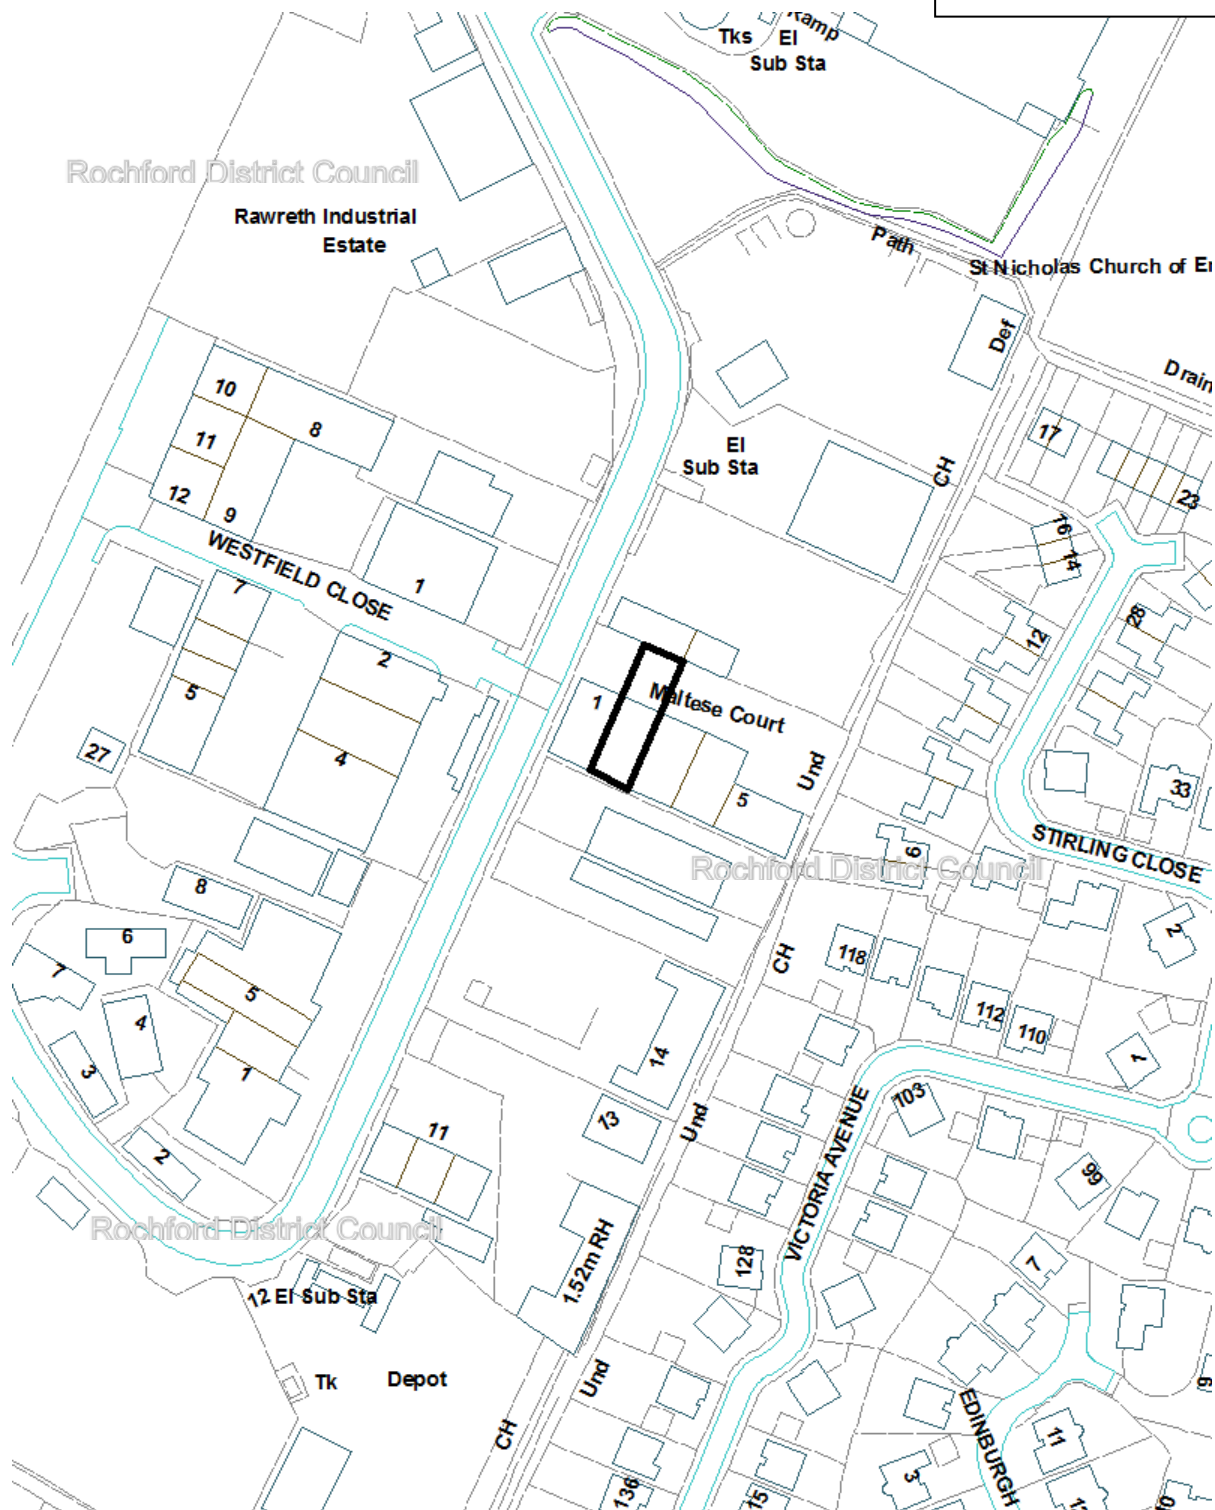 Tks
El
Ramp
Sub Sta
Rochford District Council
Rawreth Industrial
Estate
Path
St Nicholas Church of
Def
Drain
10
8
11
12
9
17
El
Sub Sta
CH
23
16
14
WESTFIELD CLOSE
1
7
2
5
4
27
12
28
1
Maltese Court
5
Und
33
6
STIRLING CLOSE
Rochford District Council
8
6
7
5
4
3
1
2
118
CH
112
110
2
1
14
13
Und
11
103
VICTORIA AVENUE
99
Rochford District Council
128
7
1.52m RH
12
El Sub Sta
Tk
Depot
Und
CH
EDINBURGH
9
11
3
136
15